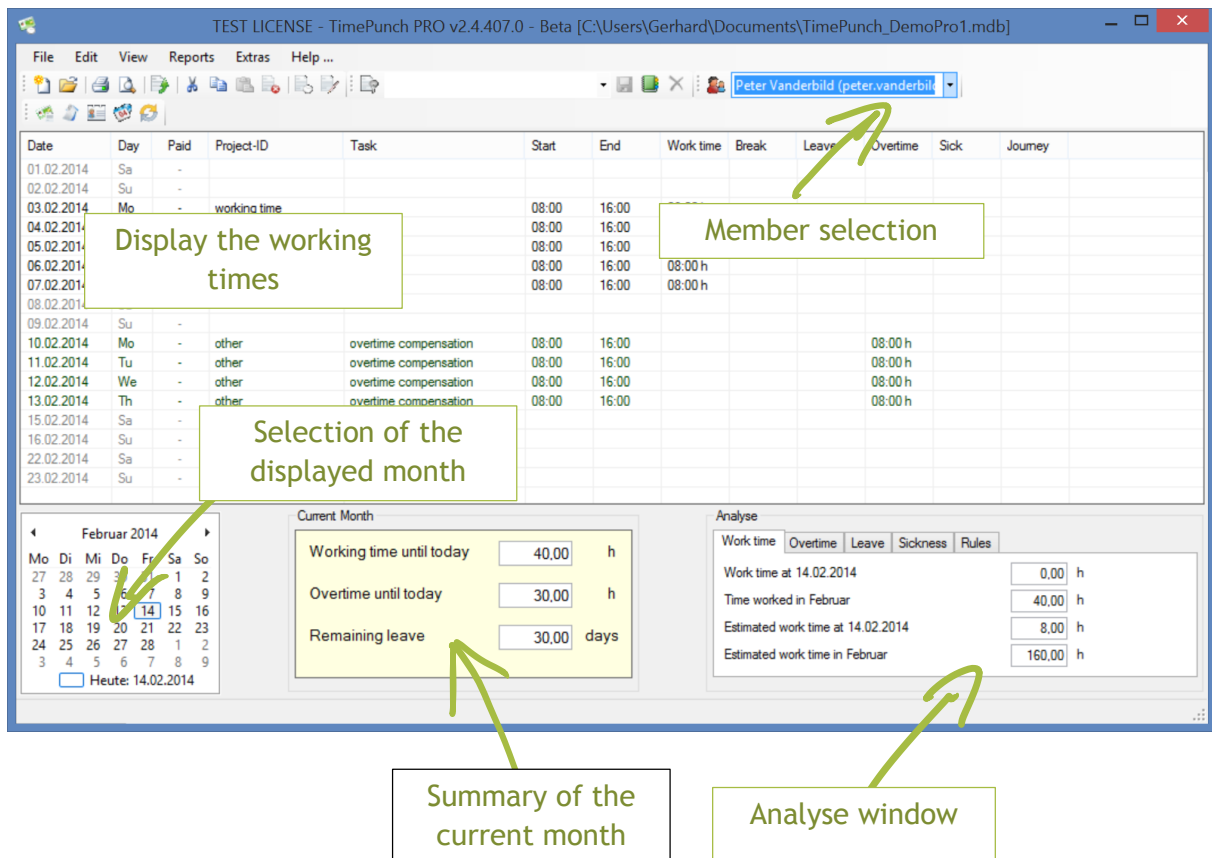 TEST LICENSE - TimePunch PRO v2.4.407.0 - Beta [C:\Users\Gerhard\Documents\TimePunch_DemoPro1.mdb]
File Edit View Reports Extras Help ...
Peter Vanderbild (peter.vanderbild
Date Day Paid Project-ID Task Start End Work time Break Leave Overtime Sick Journey
01.02.2014 Sa -
02.02.2014 Su -
03.02.2014 Mo - working time 08:00 16:00
04.02.2014 08:00 16:00
05.02.2014 08:00 16:00
06.02.2014 08:00 16:00 08:00 h
07.02.2014 08:00 16:00 08:00 h
08.02.2014
09.02.2014 Su -
10.02.2014 Mo - other overtime compensation 08:00 16:00 08:00 h
11.02.2014 Tu - other overtime compensation 08:00 16:00 08:00 h
12.02.2014 We - other overtime compensation 08:00 16:00 08:00 h
13.02.2014 Th - other overtime compensation 08:00 16:00 08:00 h
15.02.2014 Sa -
16.02.2014 Su -
22.02.2014 Sa -
23.02.2014 Su -
Display the working
times
Member selection
Selection of the
displayed month
Februar 2014
Mo Di Mi Do Fr Sa So
27 28 29 1 2
3 4 5 6 7 8 9
10 11 12 13 14 15 16
17 18 19 20 21 22 23
24 25 26 27 28 1 2
3 4 5 6 7 8 9
Heute: 14.02.2014
Current Month
Working time until today 40,00 h
Overtime until today 30,00 h
Remaining leave 30,00 days
Analyse
Work time Overtime Leave Sickness Rules
Work time at 14.02.2014 0,00 h
Time worked in Februar 40,00 h
Estimated work time at 14.02.2014 8,00 h
Estimated work time in Februar 160,00 h
Summary of the
current month
Analyse window